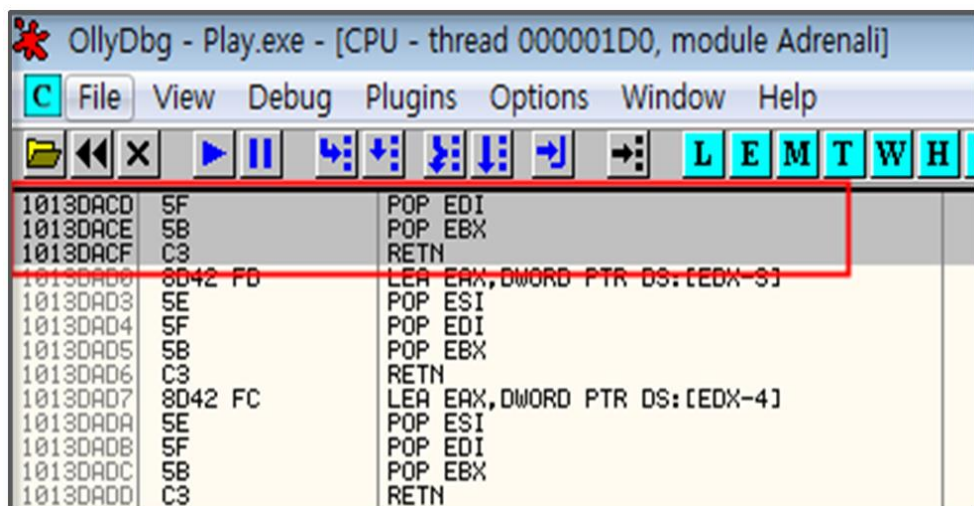 OllyDbg - Play.exe - [CPU - thread 000001D0, module Adrenali]
C File View Debug Plugins Options Window Help
L E M T W H
1013DACD 5F POP EDI
1013DACE 5B POP EBX
1013DACF C3 RETN
1013DAD0 8D42 FD LEA EAX,DWORD PTR DS:[EDX-3]
1013DAD3 5E POP ESI
1013DAD4 5F POP EDI
1013DAD5 5B POP EBX
1013DAD6 C3 RETN
1013DAD7 8D42 FC LEA EAX,DWORD PTR DS:[EDX-4]
1013DADA 5E POP ESI
1013DADB 5F POP EDI
1013DADC 5B POP EBX
1013DADD C3 RETN